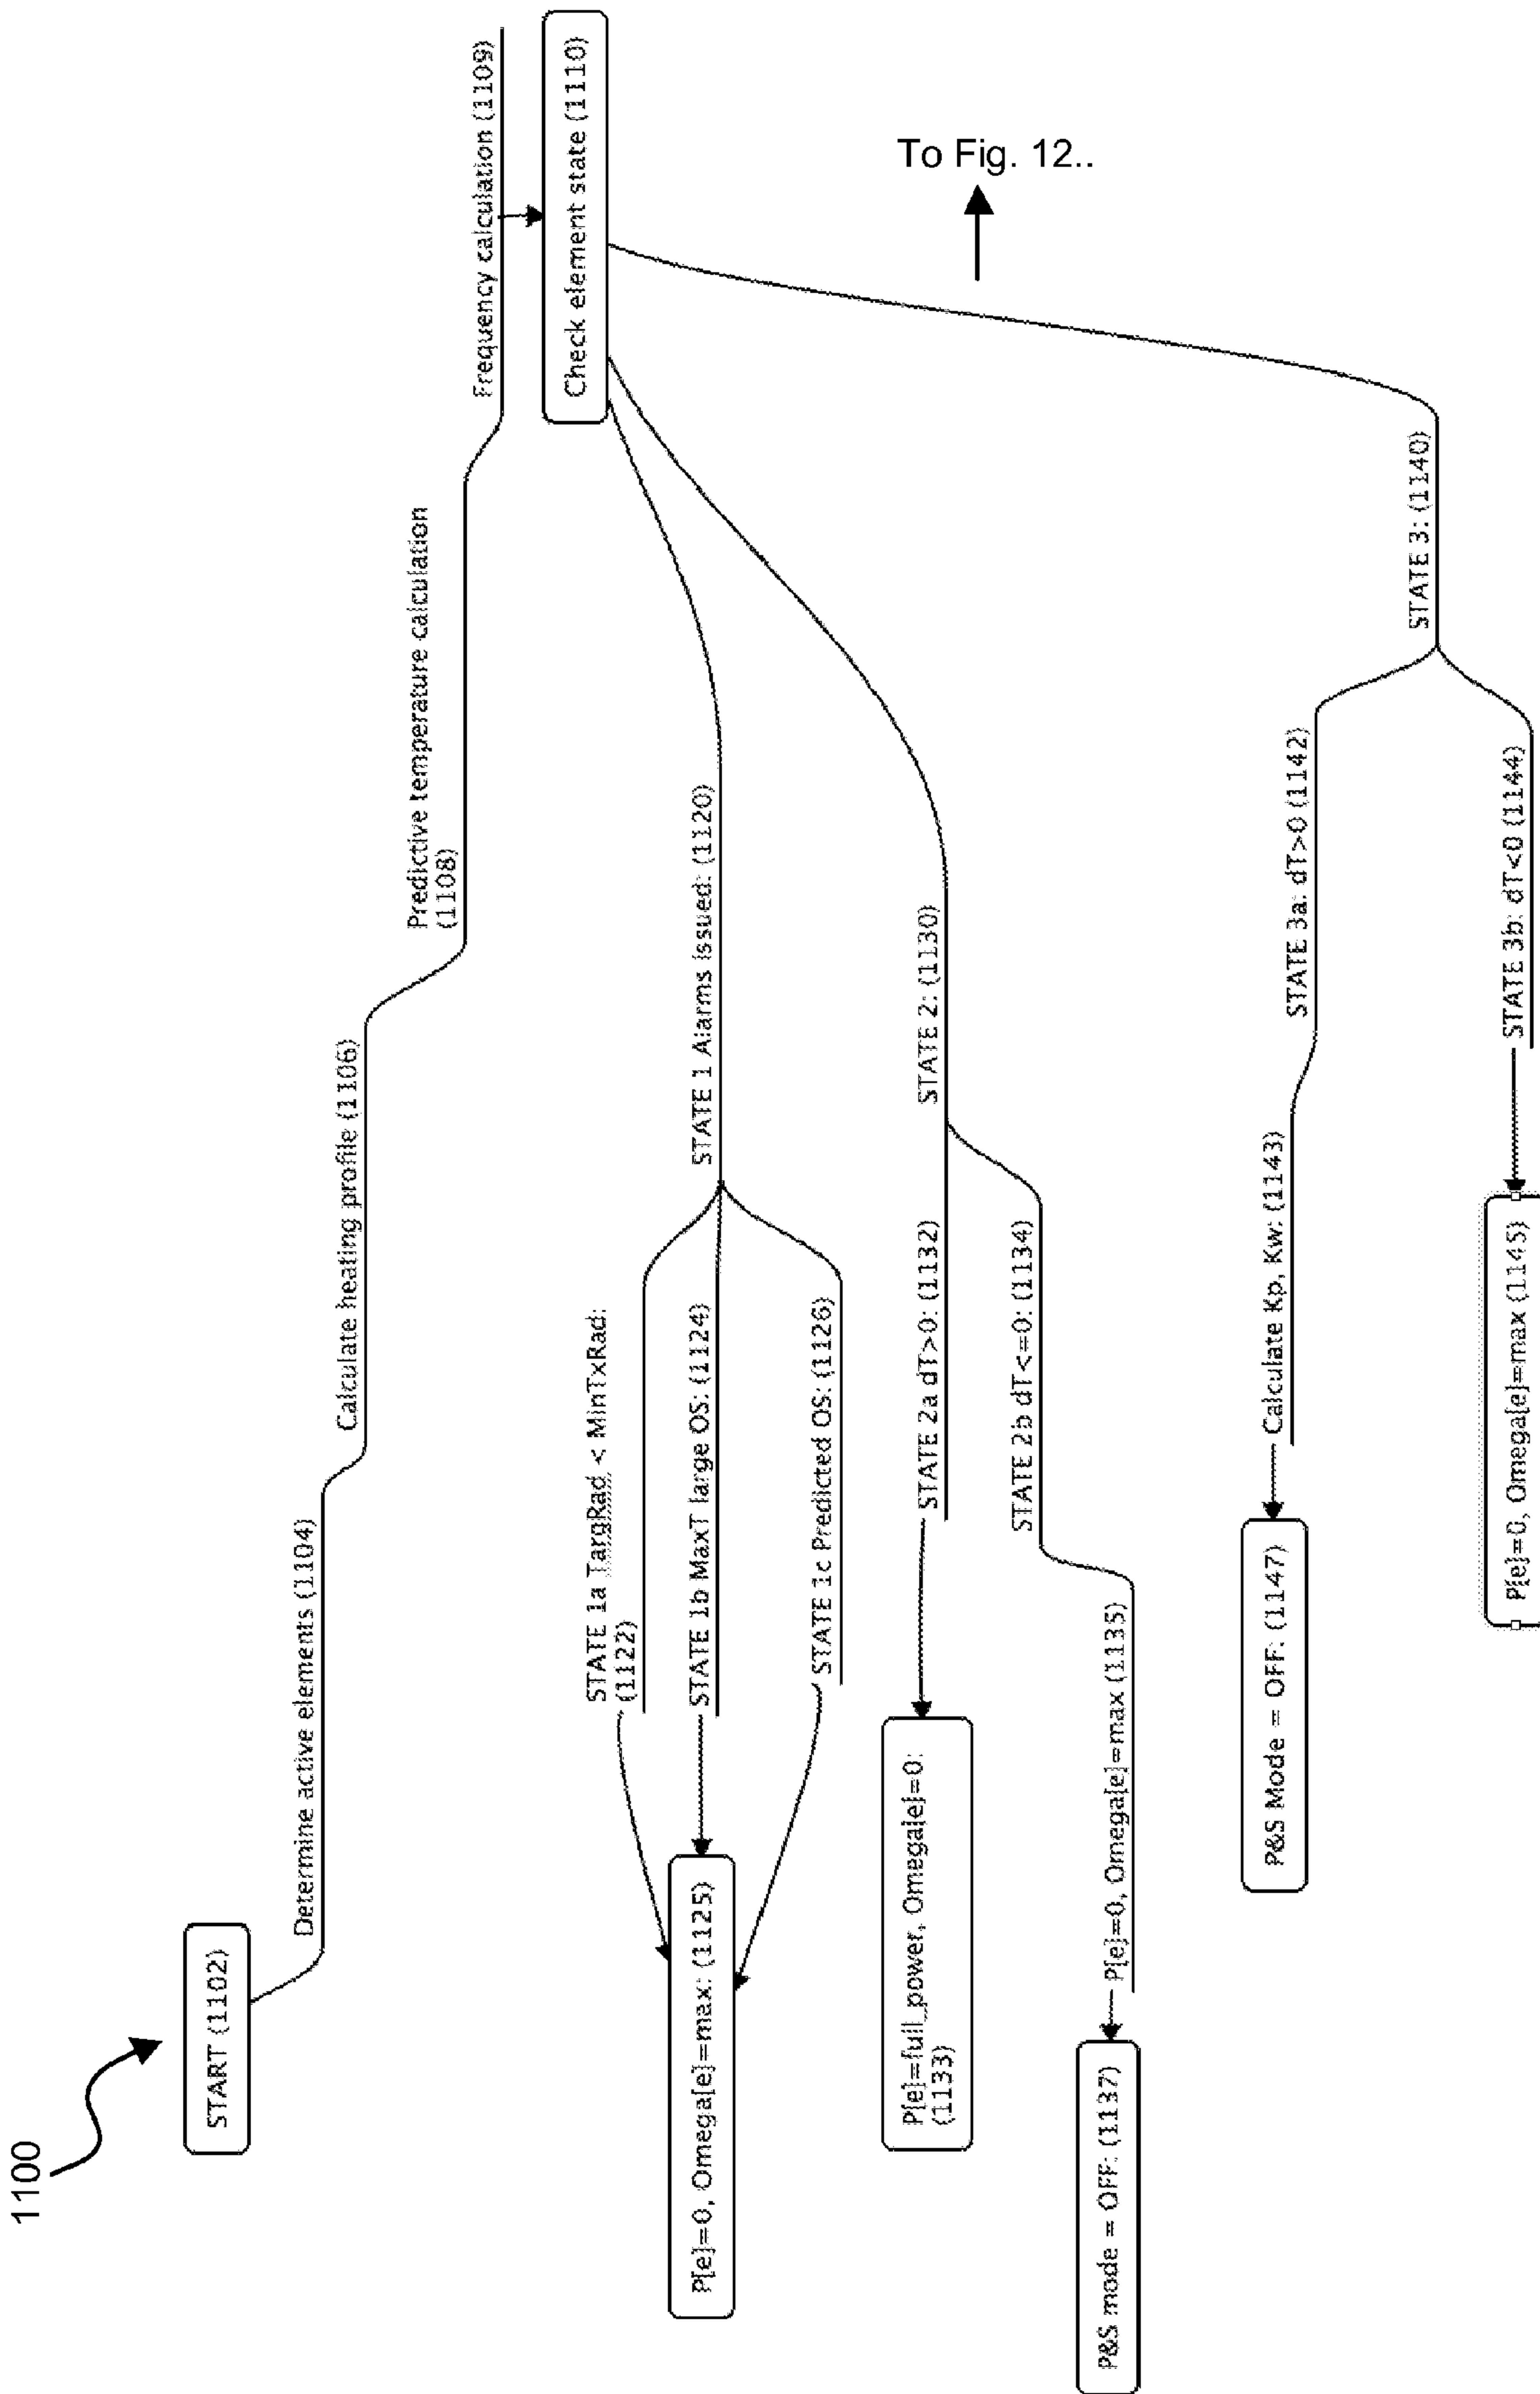 1100
START (1102)
Determine active elements (1104)
Calculate heating profile (1106)
Predictive temperature calculation
(1108)
Frequency calculation (1109)
Check element state (1110)
To Fig. 12..
STATE 1 Alarms issued: (1120)
STATE 1a TargRad < MinTxRad:
(1122)
STATE 1b MaxT large OS: (1124)
STATE 1c Predicted OS: (1126)
P[e]=0, Omega[e]=max: (1125)
STATE 2: (1130)
STATE 2a dT>0: (1132)
P[e]=full_power, Omega[e]=0:
(1133)
STATE 2b dT<=0: (1134)
P[e]=0, Omega[e]=max (1135)
P&S mode = OFF: (1137)
STATE 3: (1140)
STATE 3a: dT>0 (1142)
Calculate Kp, Kw: (1143)
P&S Mode = OFF: (1147)
STATE 3b: dT<0 (1144)
P[e]=0, Omega[e]=max (1145)